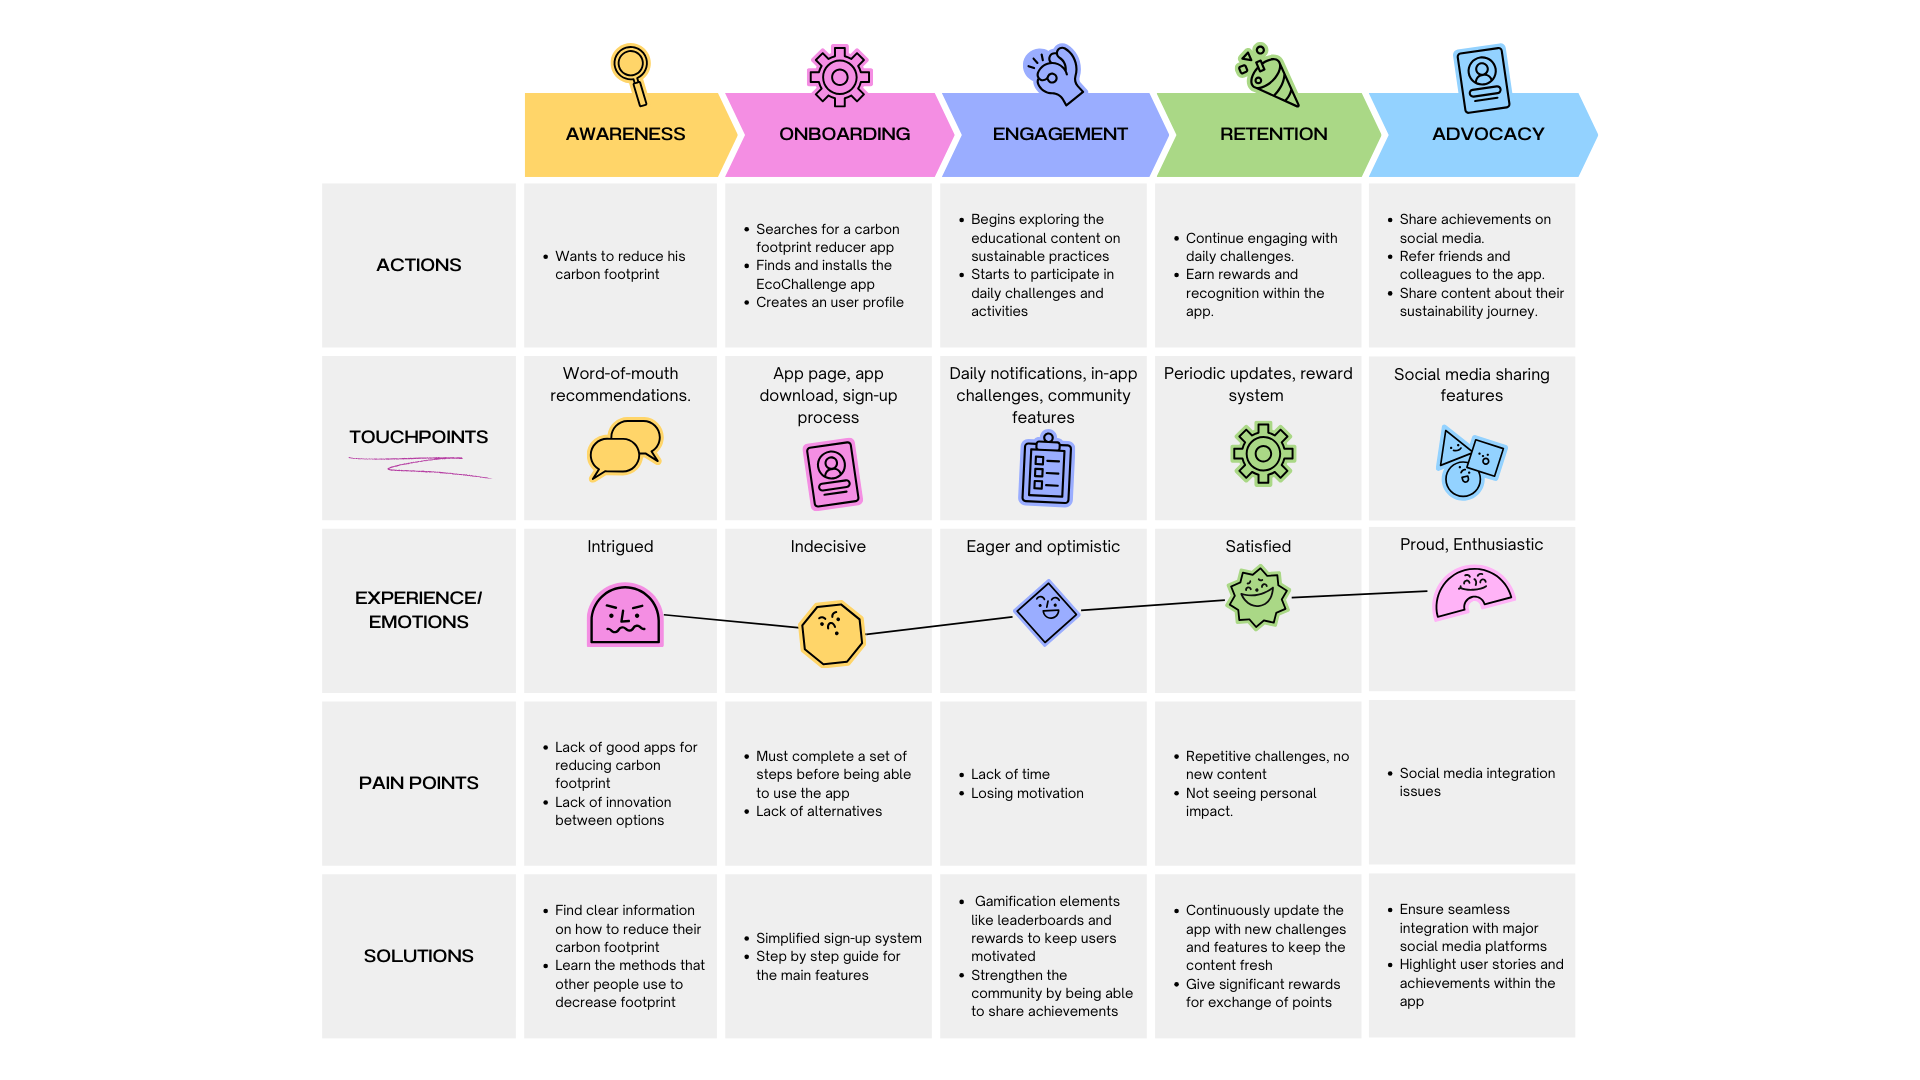 AWARENESS
ONBOARDING
ENGAGEMENT
RETENTION
ADVOCACY
ACTIONS
• Wants to reduce his
carbon footprint
• Searches for a carbon
footprint reducer app
• Finds and installs the
EcoChallenge app
• Creates an user profile
• Begins exploring the
educational content on
sustainable practices
• Starts to participate in
daily challenges and
activities
• Continue engaging with
daily challenges.
• Earn rewards and
recognition within the
app.
• Share achievements on
social media.
• Refer friends and
colleagues to the app.
• Share content about their
sustainability journey.
TOUCHPOINTS
Word-of-mouth
recommendations.
App page, app
download, sign-up
process
Daily notifications, in-app
challenges, community
features
Periodic updates, reward
system
Social media sharing
features
EXPERIENCE/
EMOTIONS
Intrigued
Indecisive
Eager and optimistic
Satisfied
Proud, Enthusiastic
PAIN POINTS
• Lack of good apps for
reducing carbon
footprint
• Lack of innovation
between options
• Must complete a set of
steps before being able
to use the app
• Lack of alternatives
• Lack of time
• Losing motivation
• Repetitive challenges, no
new content
• Not seeing personal
impact.
• Social media integration
issues
SOLUTIONS
• Find clear information
on how to reduce their
carbon footprint
• Learn the methods that
other people use to
decrease footprint
• Simplified sign-up system
• Step by step guide for
the main features
• Gamification elements
like leaderboards and
rewards to keep users
motivated
• Strengthen the
community by being able
to share achievements
• Continuously update the
app with new challenges
and features to keep the
content fresh
• Give significant rewards
for exchange of points
• Ensure seamless
integration with major
social media platforms
• Highlight user stories and
achievements within the
app